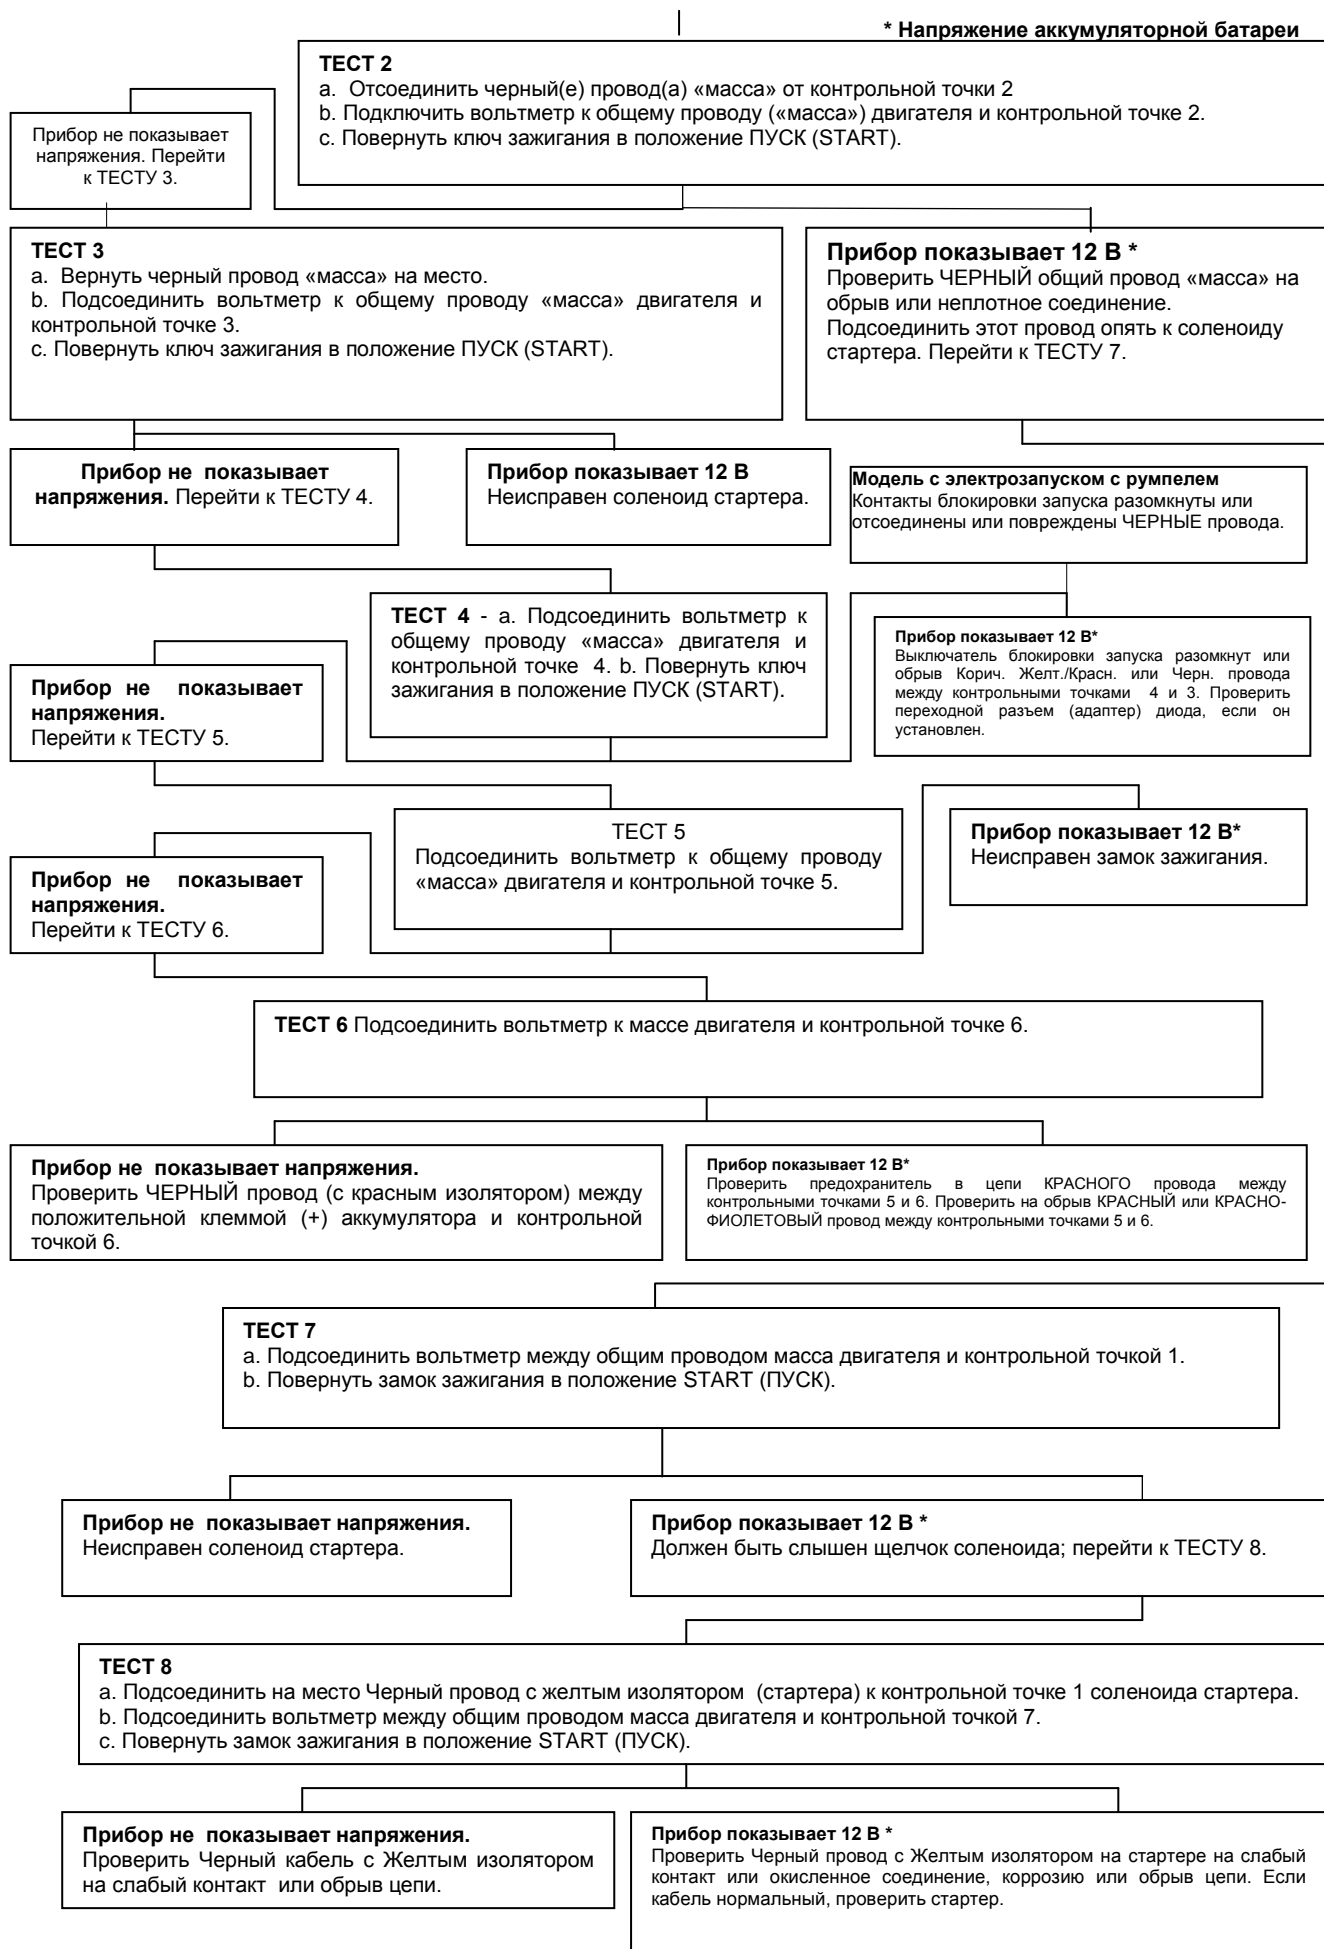 * Напряжение аккумуляторной батареи
ТЕСТ 2
a. Отсоединить черный(е) провод(а) «масса» от контрольной точки 2
b. Подключить вольтметр к общему проводу («масса») двигателя и контрольной точке 2.
c. Повернуть ключ зажигания в положение ПУСК (START).
Прибор не показывает
напряжения. Перейти
к ТЕСТУ 3.
ТЕСТ 3
a. Вернуть черный провод «масса» на место.
b. Подсоединить вольтметр к общему проводу «масса» двигателя и
контрольной точке 3.
c. Повернуть ключ зажигания в положение ПУСК (START).
Прибор показывает 12 В *
Проверить ЧЕРНЫЙ общий провод «масса» на
обрыв или неплотное соединение.
Подсоединить этот провод опять к соленоиду
стартера. Перейти к ТЕСТУ 7.
Прибор не показывает
напряжения. Перейти к ТЕСТУ 4.
Прибор показывает 12 В
Неисправен соленоид стартера.
Модель с электрозапуском с румпелем
Контакты блокировки запуска разомкнуты или
отсоединены или повреждены ЧЕРНЫЕ провода.
ТЕСТ 4 - a. Подсоединить вольтметр к
общему проводу «масса» двигателя и
контрольной точке 4. b. Повернуть ключ
зажигания в положение ПУСК (START).
Прибор показывает 12 В*
Выключатель блокировки запуска разомкнут или
обрыв Корич. Желт./Красн. или Черн. провода
между контрольными точками 4 и 3. Проверить
переходной разъем (адаптер) диода, если он
установлен.
Прибор не показывает
напряжения.
Перейти к ТЕСТУ 5.
ТЕСТ 5
Подсоединить вольтметр к общему проводу
«масса» двигателя и контрольной точке 5.
Прибор показывает 12 В*
Неисправен замок зажигания.
Прибор не показывает
напряжения.
Перейти к ТЕСТУ 6.
ТЕСТ 6 Подсоединить вольтметр к массе двигателя и контрольной точке 6.
Прибор не показывает напряжения.
Проверить ЧЕРНЫЙ провод (с красным изолятором) между
положительной клеммой (+) аккумулятора и контрольной
точкой 6.
Прибор показывает 12 В*
Проверить предохранитель в цепи КРАСНОГО провода между
контрольными точками 5 и 6. Проверить на обрыв КРАСНЫЙ или КРАСНО-
ФИОЛЕТОВЫЙ провод между контрольными точками 5 и 6.
ТЕСТ 7
a. Подсоединить вольтметр между общим проводом масса двигателя и контрольной точкой 1.
b. Повернуть замок зажигания в положение START (ПУСК).
Прибор не показывает напряжения.
Неисправен соленоид стартера.
Прибор показывает 12 В *
Должен быть слышен щелчок соленоида; перейти к ТЕСТУ 8.
ТЕСТ 8
a. Подсоединить на место Черный провод с желтым изолятором (стартера) к контрольной точке 1 соленоида стартера.
b. Подсоединить вольтметр между общим проводом масса двигателя и контрольной точкой 7.
c. Повернуть замок зажигания в положение START (ПУСК).
Прибор не показывает напряжения.
Проверить Черный кабель с Желтым изолятором
на слабый контакт или обрыв цепи.
Прибор показывает 12 В *
Проверить Черный провод с Желтым изолятором на стартере на слабый
контакт или окисленное соединение, коррозию или обрыв цепи. Если
кабель нормальный, проверить стартер.